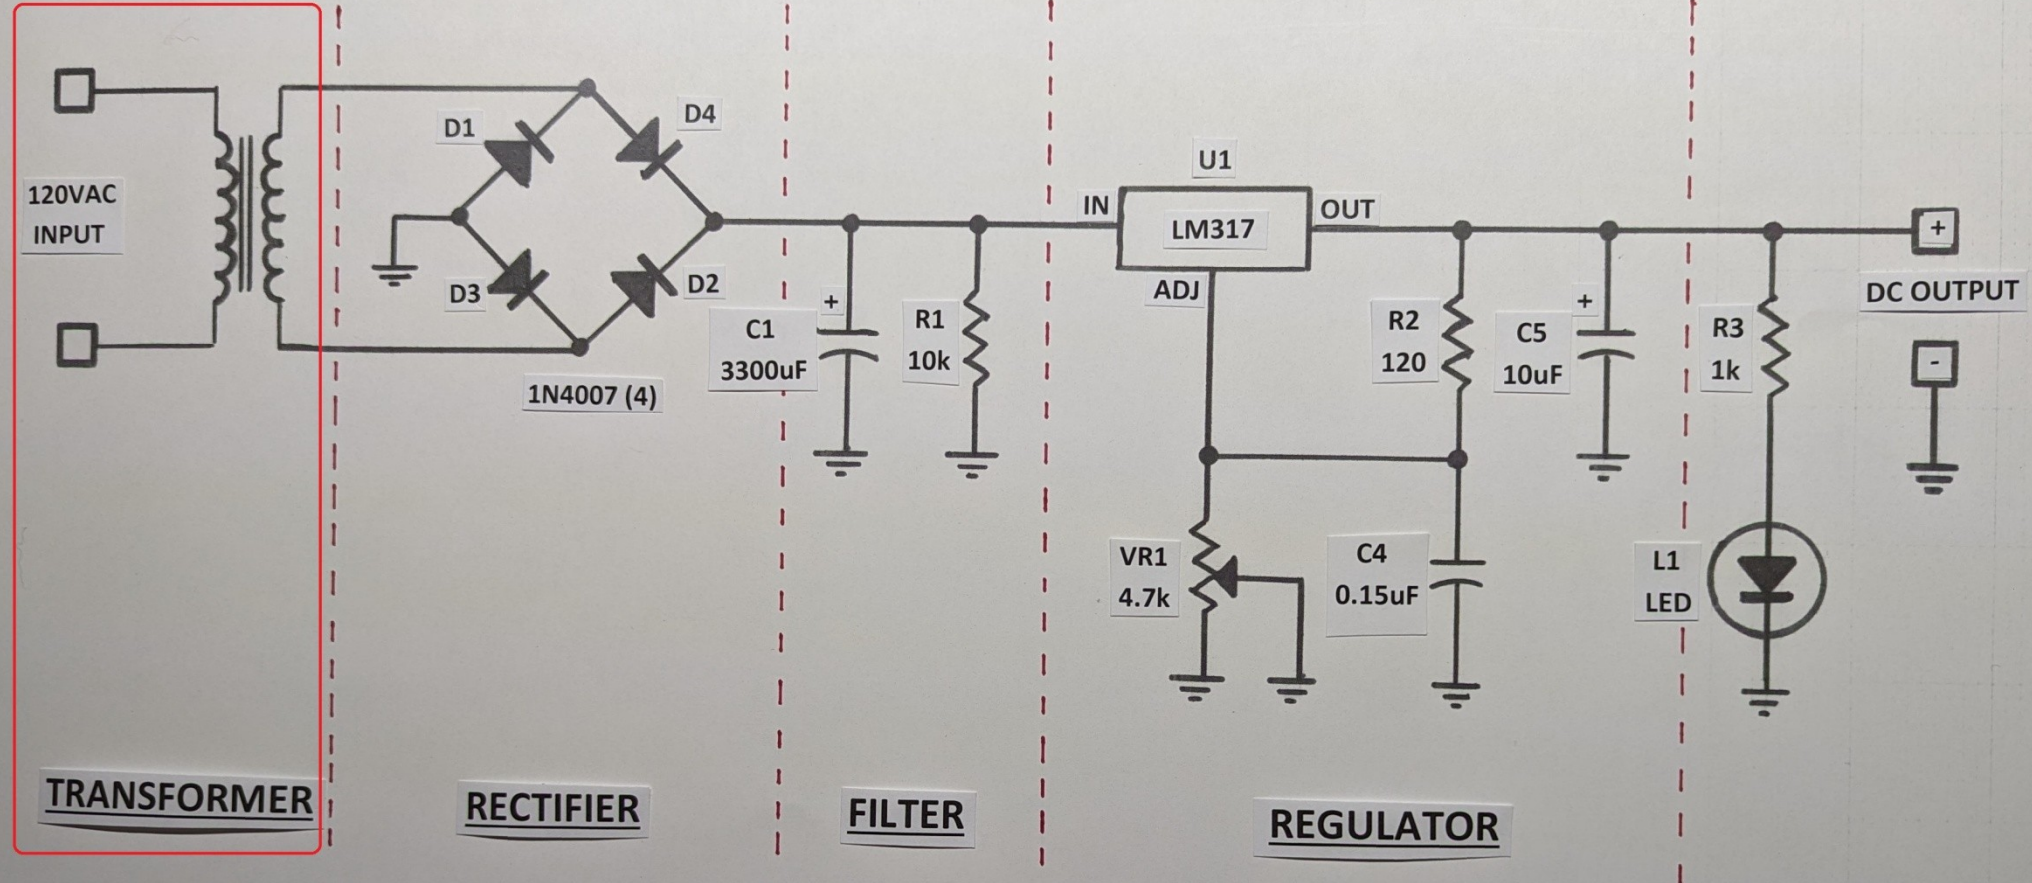 120VAC
INPUT
D1
D4
D3
D2
1N4007 (4)
+
C1
3300uF
R1
10k
U1
IN
LM317
OUT
ADJ
R2
120
+
C5
10uF
R3
1k
+
DC OUTPUT
-
VR1
4.7k
C4
0.15uF
L1
LED
TRANSFORMER
RECTIFIER
FILTER
REGULATOR